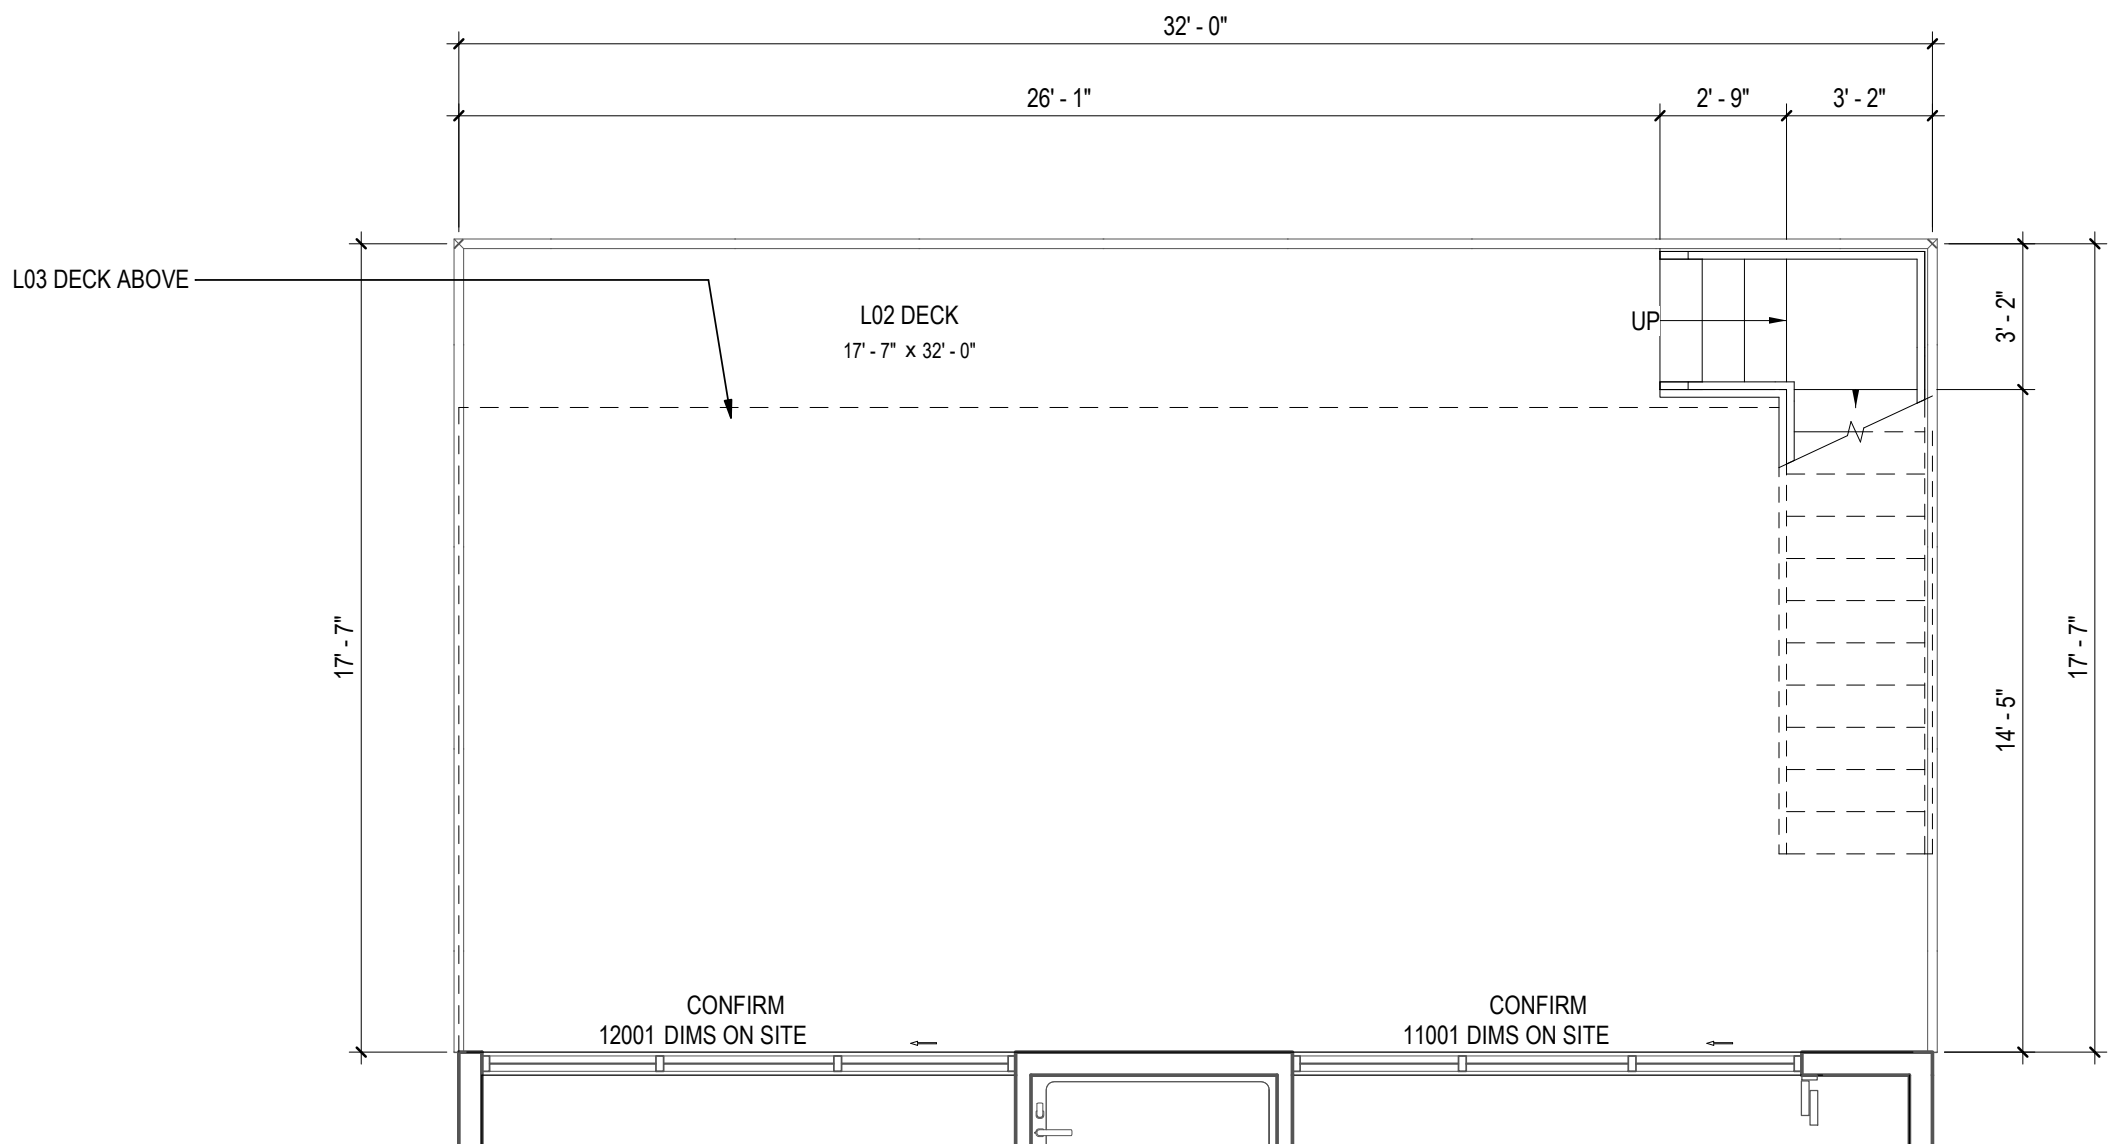 32' - 0"
26' - 1"
2' - 9"
3' - 2"
L03 DECK ABOVE
L02 DECK
17' - 7" x 32' - 0"
UP
3' - 2"
17' - 7"
14' - 5"
17' - 7"
CONFIRM
12001 DIMS ON SITE
CONFIRM
11001 DIMS ON SITE